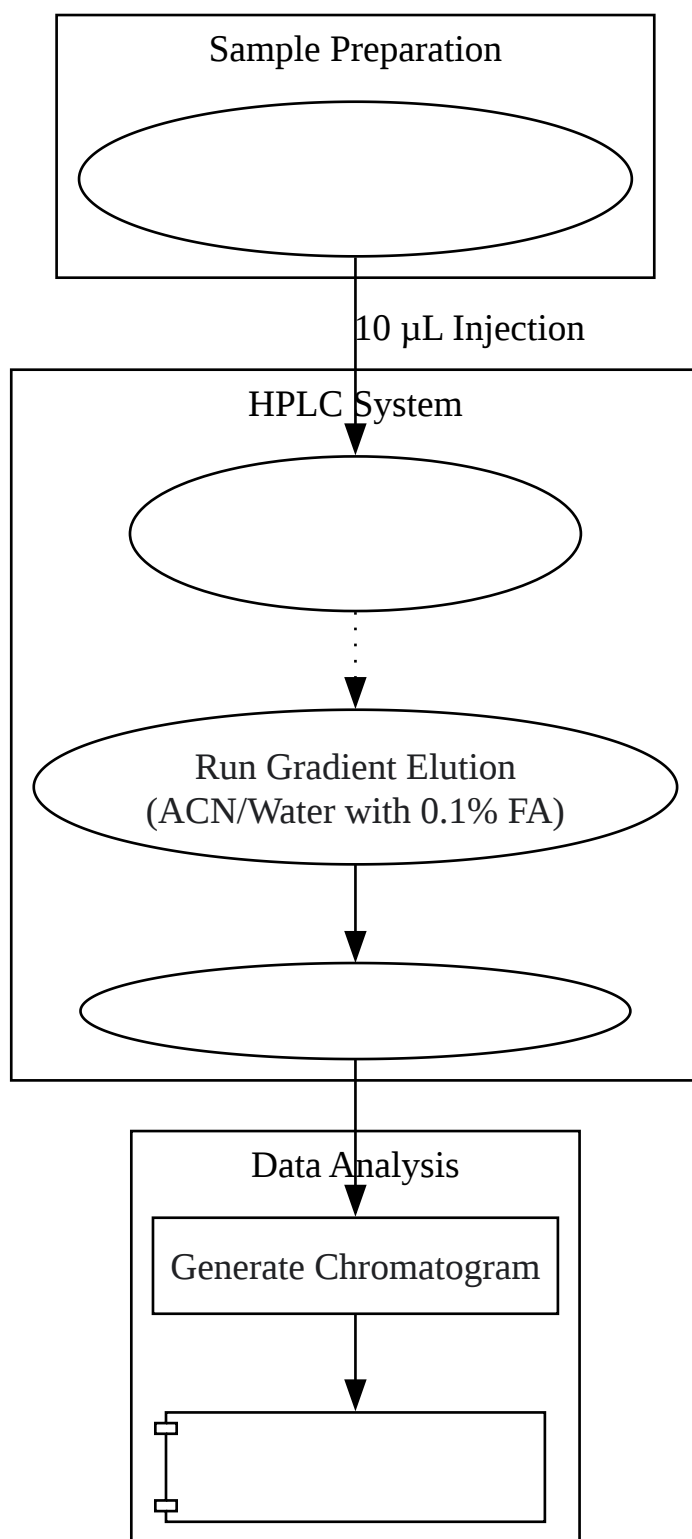 Sample Preparation
10 µL Injection
HPLC System
Run Gradient Elution
(ACN/Water with 0.1% FA)
Data Analysis
Generate Chromatogram